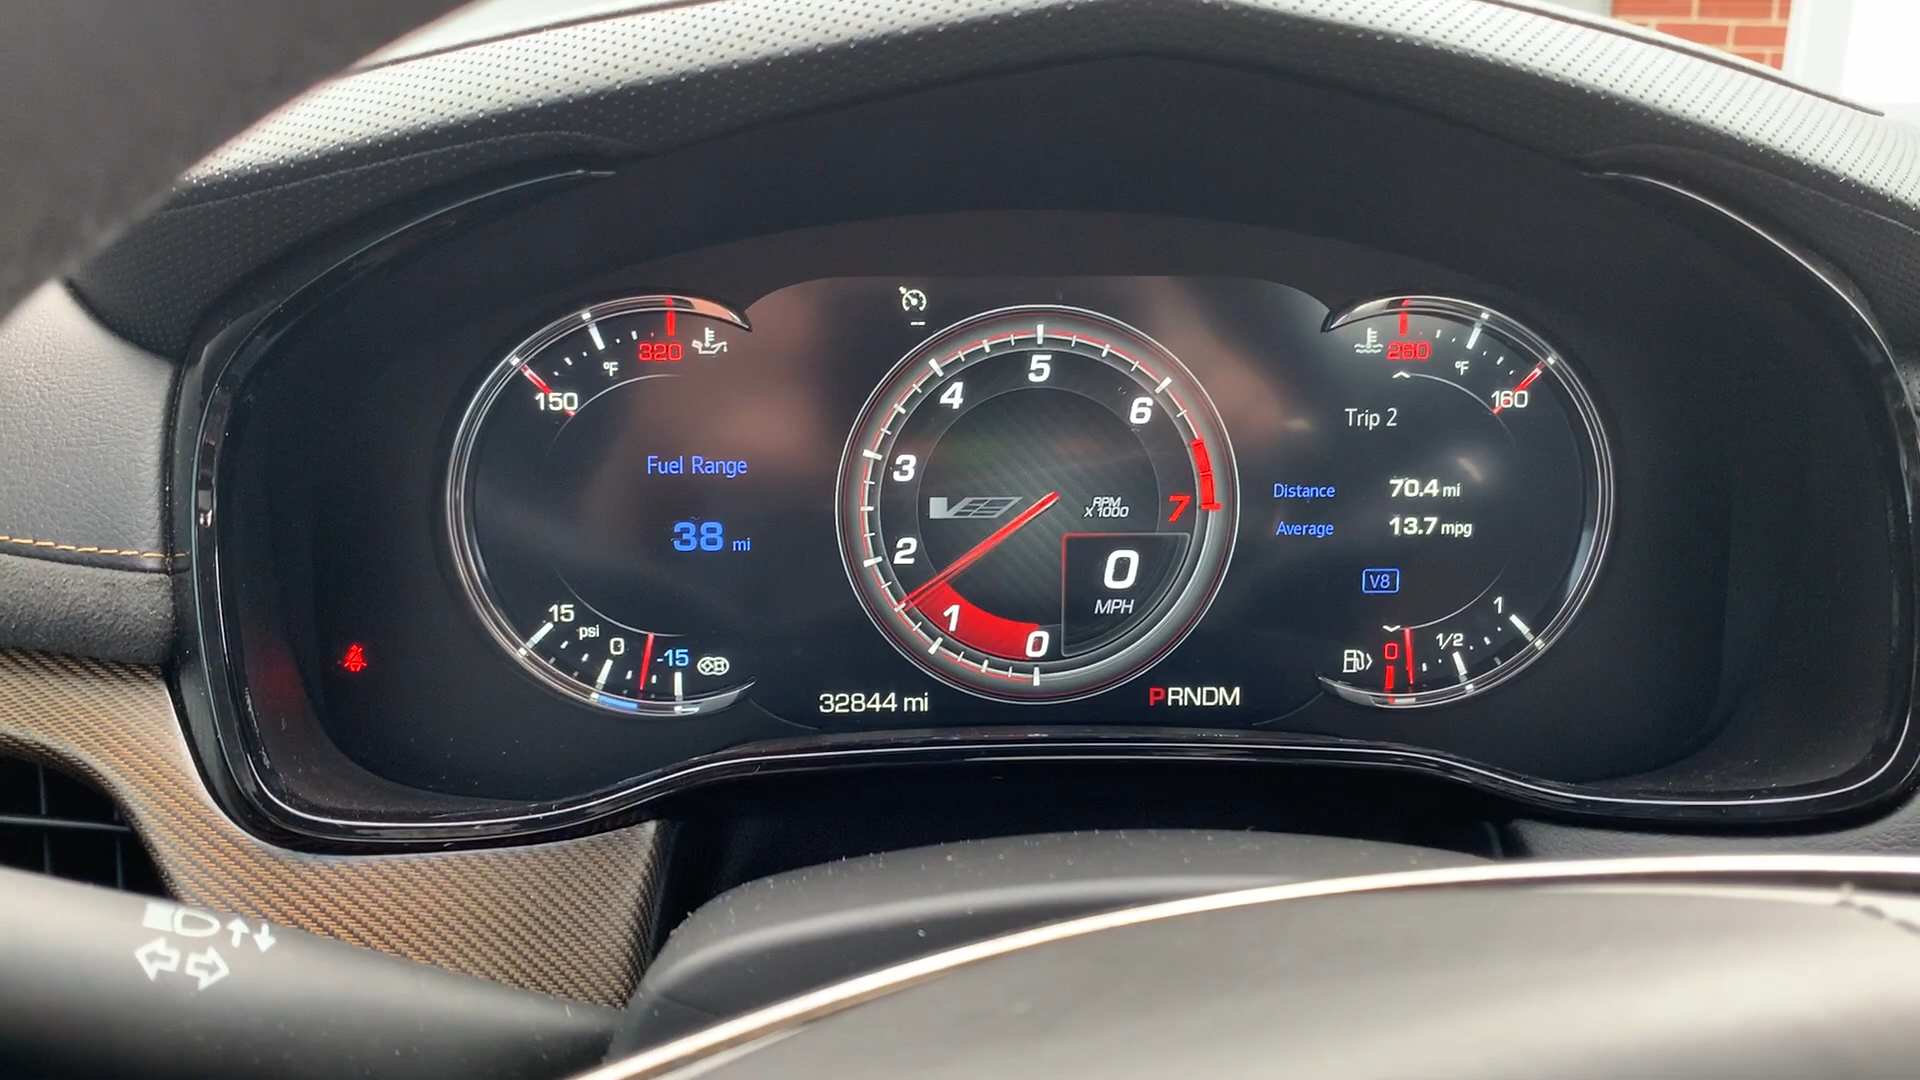 320
°F
150
Fuel Range
38 mi
15
psi
0
-15
32844 mi
5
4
6
3
7
2
1
0
RPM
X 1000
V
0
MPH
PRNDM
260
°F
160
Trip 2
Distance 70.4 mi
Average 13.7 mpg
V8
0
1/2
1